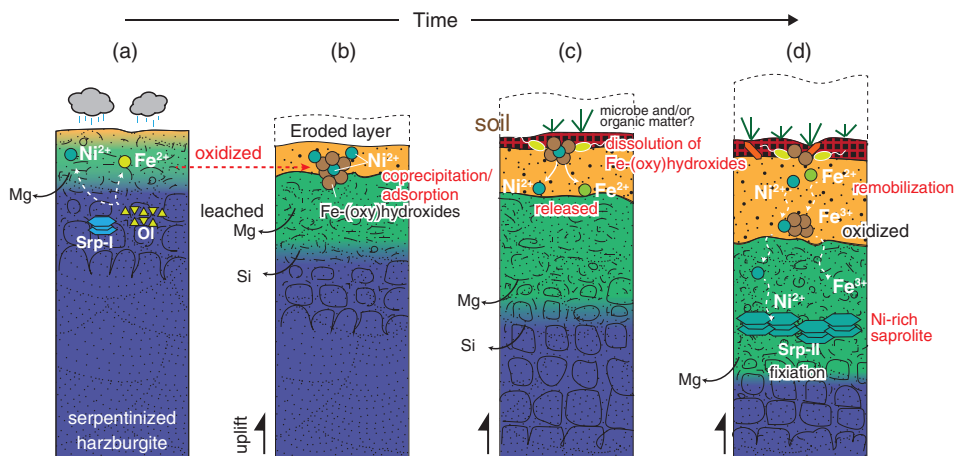 Time
(a)
(b)
(c)
(d)
Ni2+
Fe2+
Mg
Srp-I
Ol
serpentinized
harzburgite
oxidized
Eroded layer
Ni2+
coprecipitation/
adsorption
Fe-(oxy)hydroxides
leached
Mg
Si
uplift
soil
microbe and/or
organic matter?
dissolution of
Fe-(oxy)hydroxides
Ni2+
Fe2+
released
Mg
Si
Fe2+
Ni2+
remobilization
Fe3+
oxidized
Ni2+
Fe3+
Ni-rich
saprolite
Srp-II
fixiation
Mg